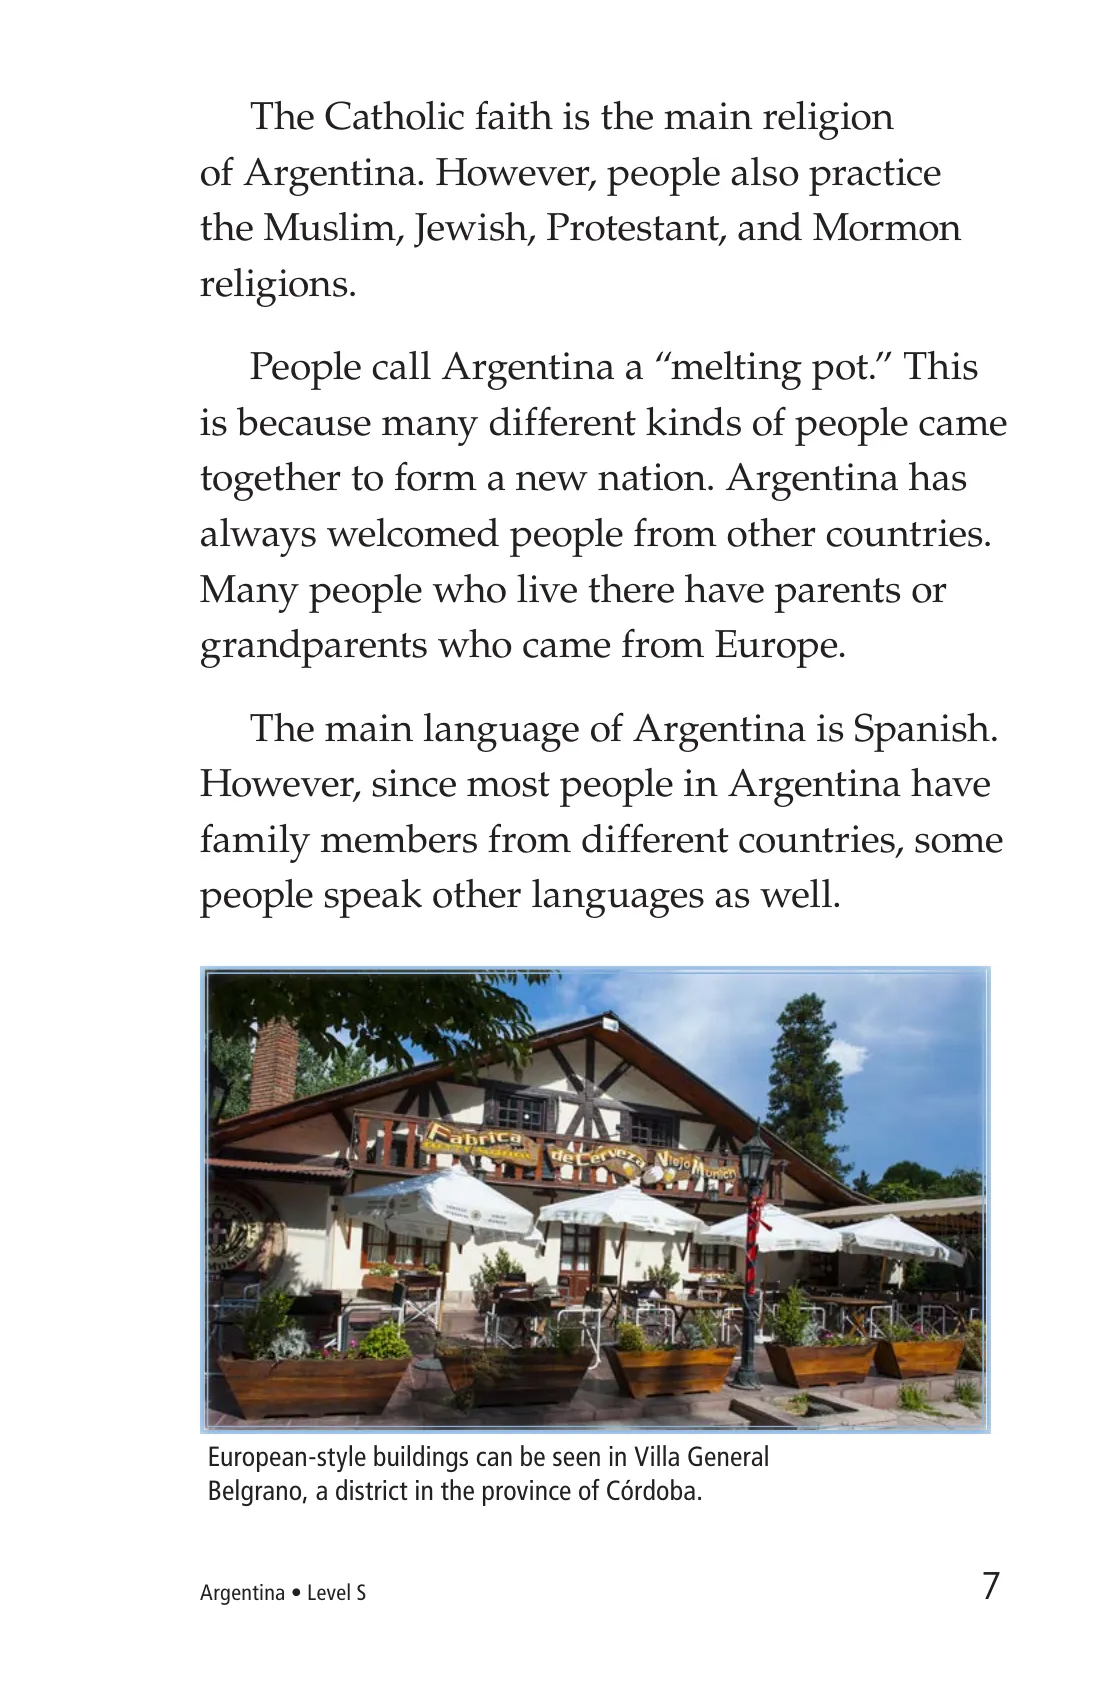 The Catholic faith is the main religion
of Argentina. However, people also practice
the Muslim, Jewish, Protestant, and Mormon
religions.
People call Argentina a “melting pot.” This
is because many different kinds of people came
together to form a new nation. Argentina has
always welcomed people from other countries.
Many people who live there have parents or
grandparents who came from Europe.
The main language of Argentina is Spanish.
However, since most people in Argentina have
family members from different countries, some
people speak other languages as well.
Fabrica
de Cerveza
Viejo Munich
European-style buildings can be seen in Villa General
Belgrano, a district in the province of Córdoba.
Argentina • Level S
7